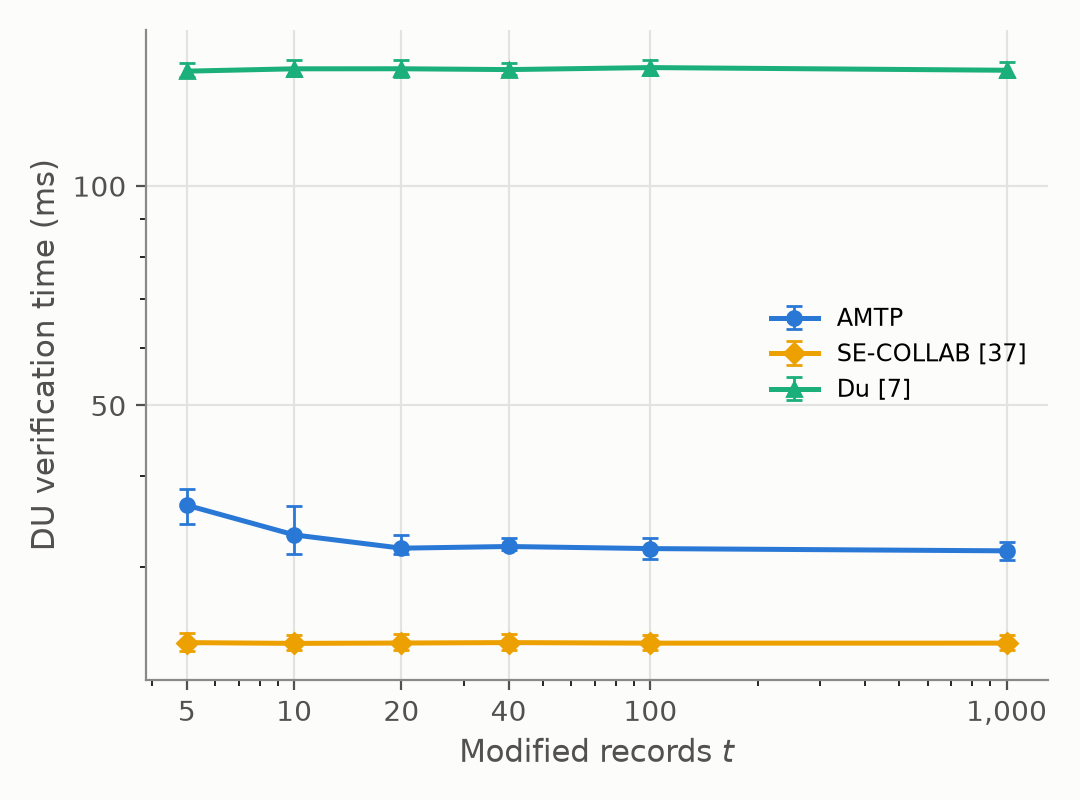 DU verification time (ms)
100
50
AMTP
SE-COLLAB [37]
Du [7]
5 10 20 40 100 1,000
Modified records t